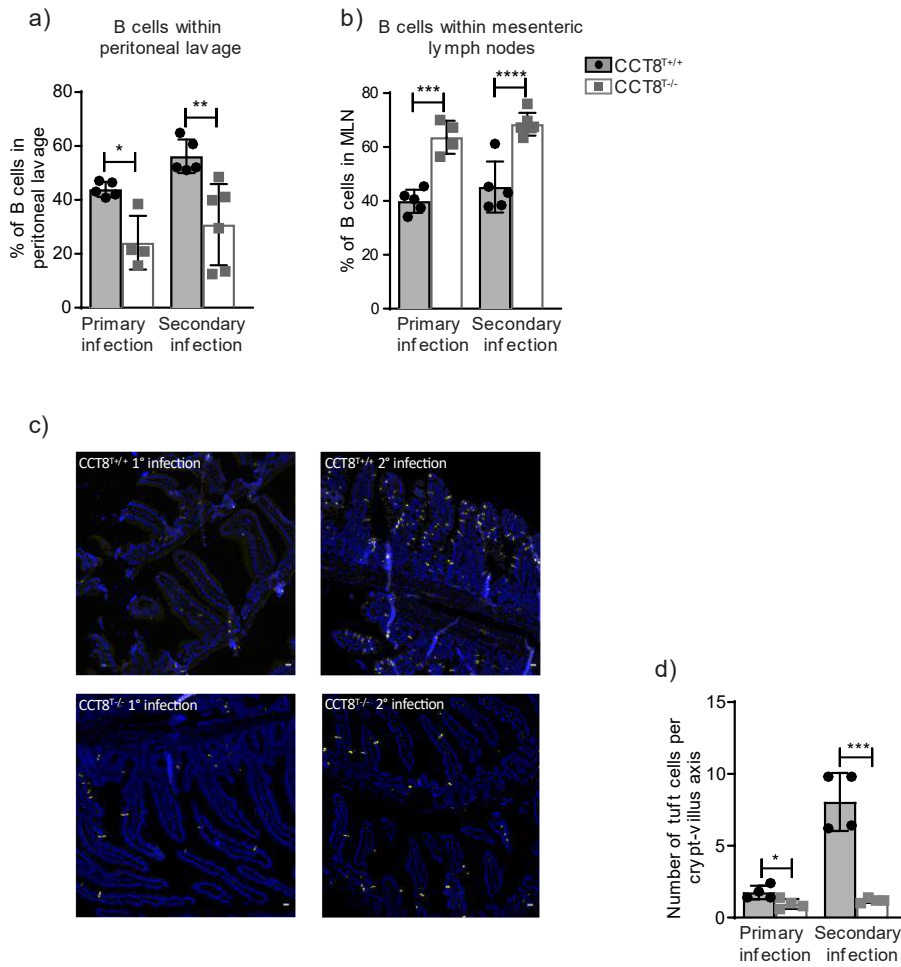 a)
B cells within
peritoneal lavage
% of B cells in
peritoneal lavage
80
60
40
20
0
*
**
Primary
infection
Secondary
infection
b)
B cells within mesenteric
lymph nodes
% of B cells in MLN
80
60
40
20
0
***
****
Primary
infection
Secondary
infection
CCT8T+/+
CCT8T-/-
c)
CCT8T+/+ 1° infection
CCT8T+/+ 2° infection
CCT8T-/- 1° infection
CCT8T-/- 2° infection
d)
Number of tuft cells per
crypt-villus axis
15
10
5
0
*
***
Primary
infection
Secondary
infection